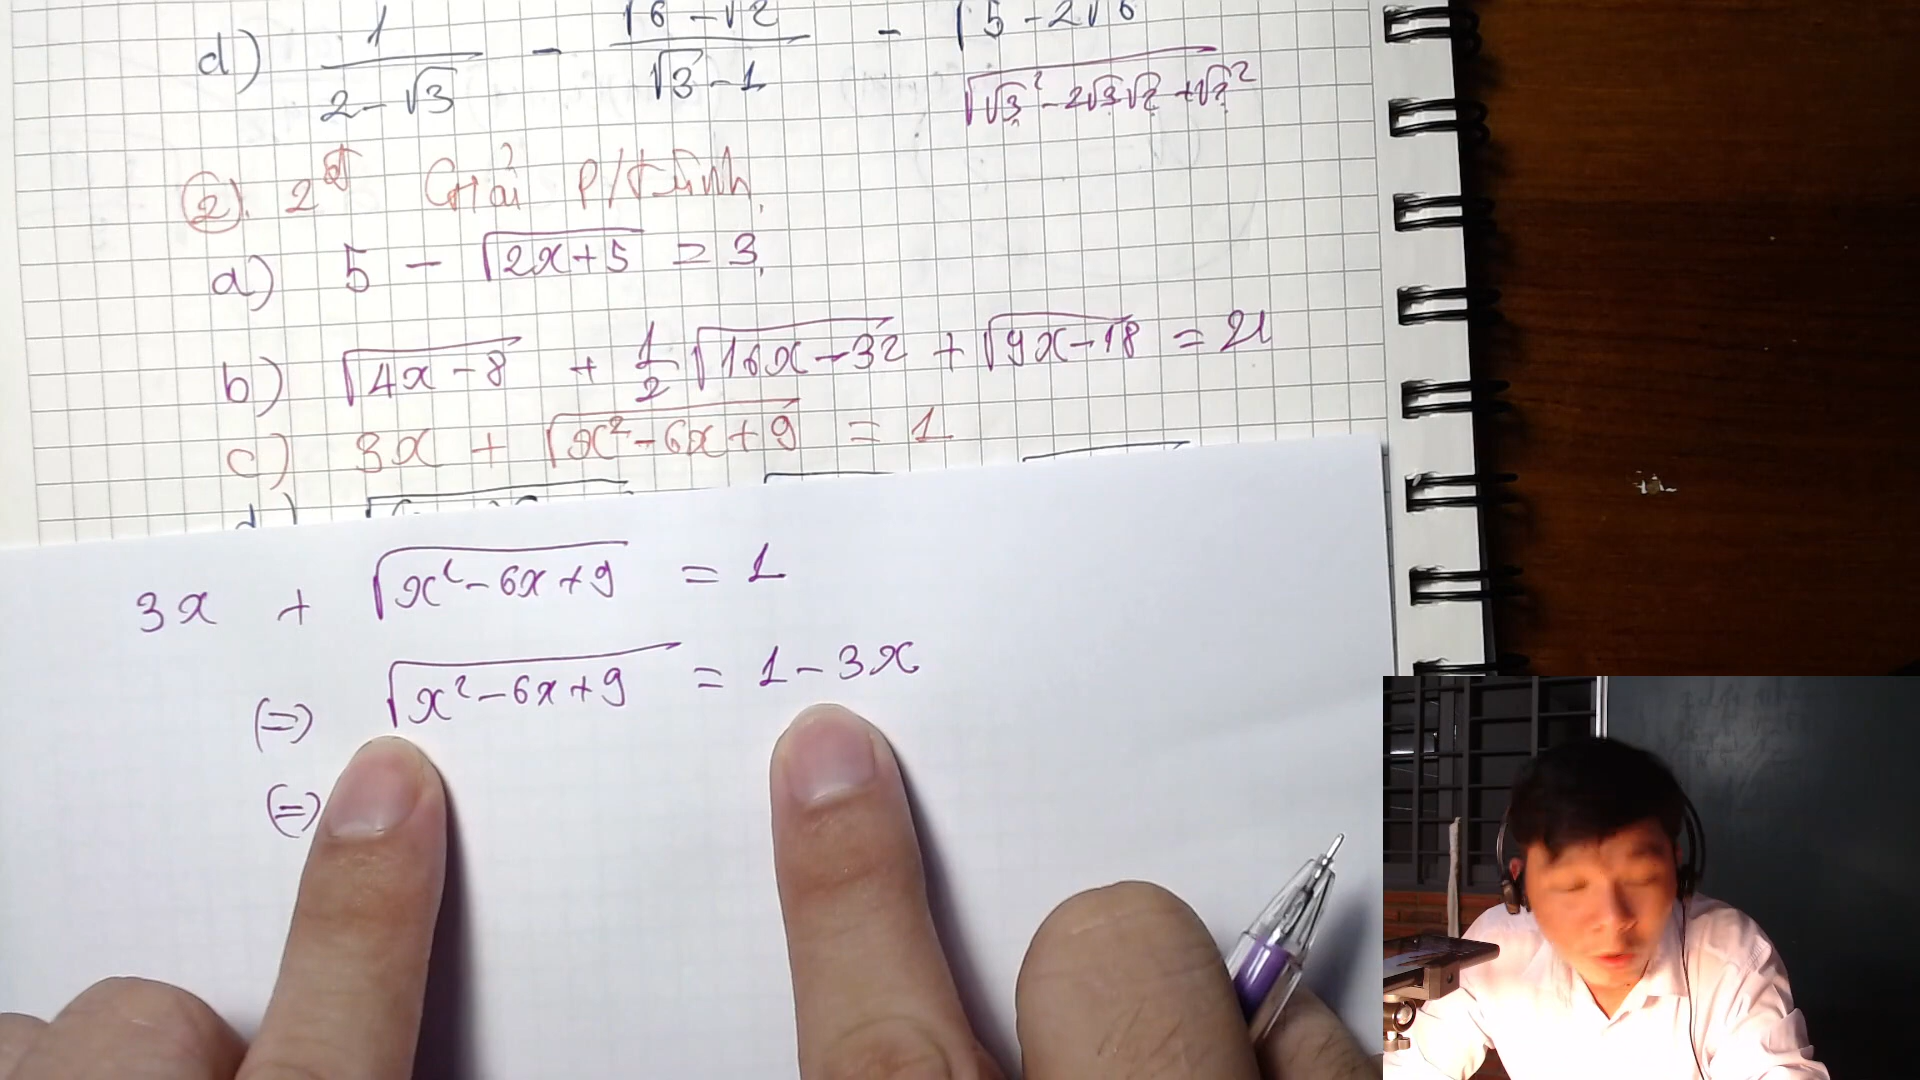 d) 1/(2-√3) - (√6-√2)/(√3-1) - √5-2√6
√(√3² - 2√3√2 + √2²)
②. 2đ Giải P/trình.
a) 5 - √(2x+5) = 3.
b) √(4x-8) + 1/2 √(16x-32) + √(9x-18) = 21
c) 3x + √(x²-6x+9) = 1
d)
3x + √(x²-6x+9) = 1
(=) √(x²-6x+9) = 1-3x
(=)